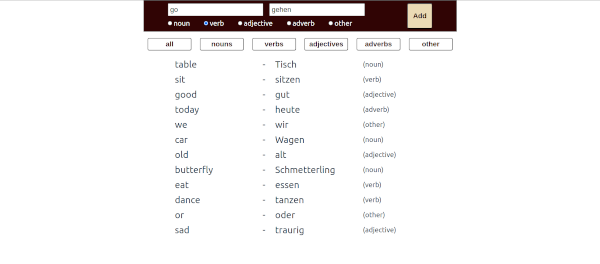 go gehen
Add
noun verb adjective adverb other
all nouns verbs adjectives adverbs other
table - Tisch (noun)
sit - sitzen (verb)
good - gut (adjective)
today - heute (adverb)
we - wir (other)
car - Wagen (noun)
old - alt (adjective)
butterfly - Schmetterling (noun)
eat - essen (verb)
dance - tanzen (verb)
or - oder (other)
sad - traurig (adjective)